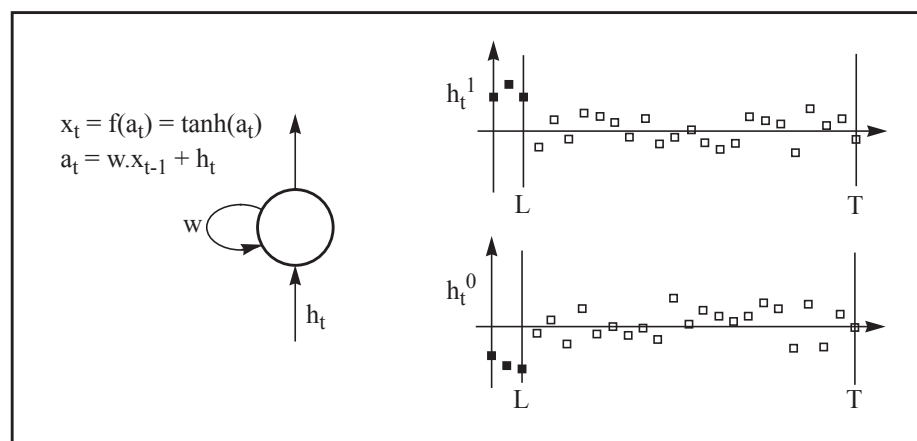 x_t = f(a_t) = tanh(a_t)
a_t = w.x_{t-1} + h_t
w
h_t
h_t^1
L
T
h_t^0
L
T